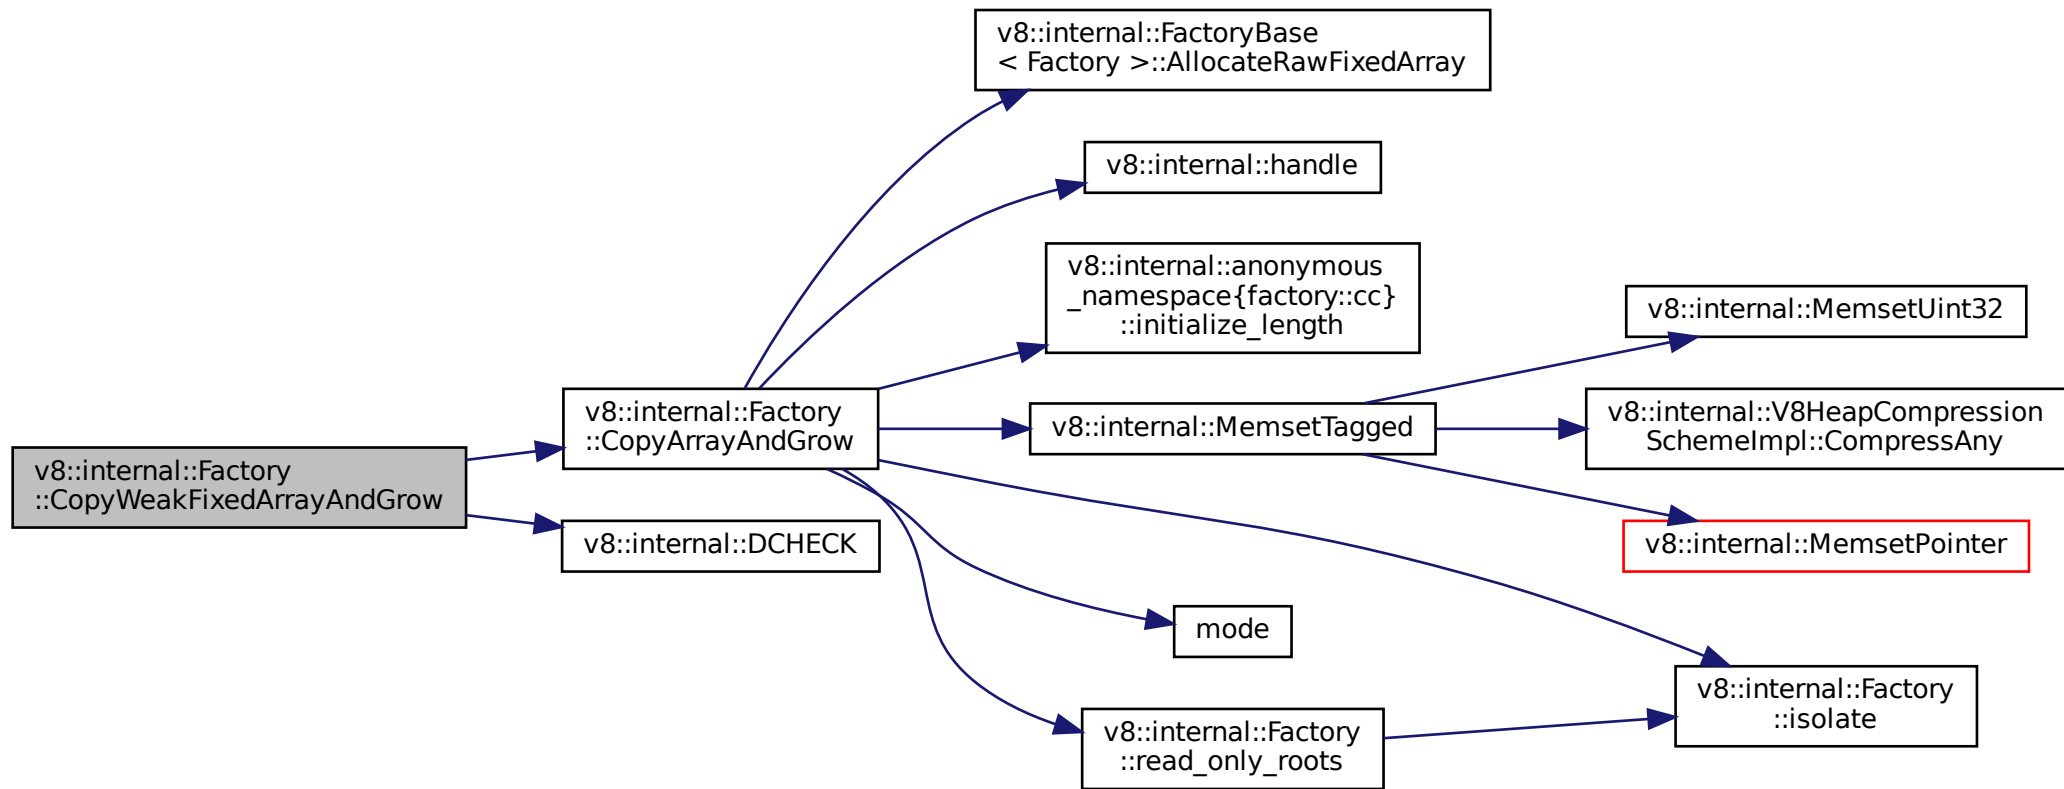 v8::internal::FactoryBase
< Factory >::AllocateRawFixedArray
v8::internal::handle
v8::internal::anonymous
_namespace{factory::cc}
::initialize_length
v8::internal::MemsetUint32
v8::internal::Factory
::CopyArrayAndGrow
v8::internal::MemsetTagged
v8::internal::V8HeapCompression
SchemeImpl::CompressAny
v8::internal::Factory
::CopyWeakFixedArrayAndGrow
v8::internal::DCHECK
v8::internal::MemsetPointer
mode
v8::internal::Factory
::isolate
v8::internal::Factory
::read_only_roots